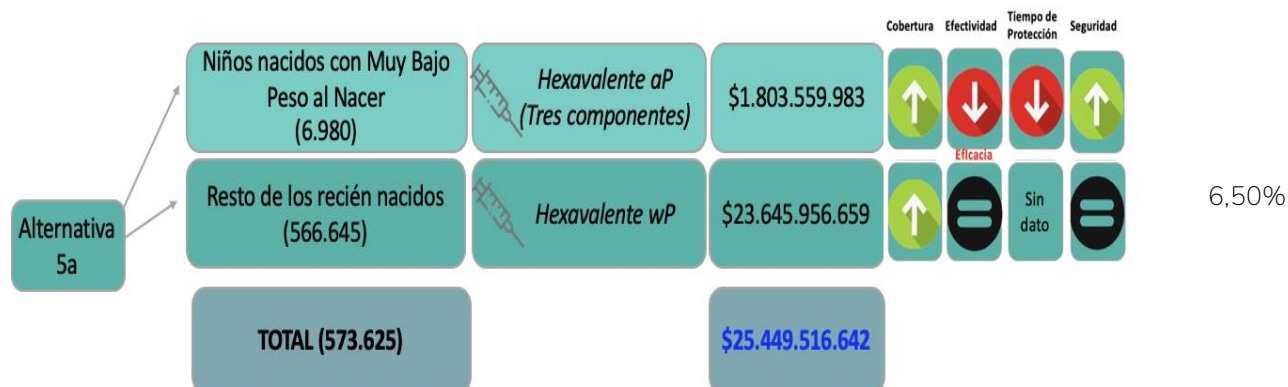 Cobertura Efectividad Tiempo de Protección Seguridad
Niños nacidos con Muy Bajo
Peso al Nacer
(6.980)
Hexavalente aP
(Tres componentes)
$1.803.559.983
Eficacia
Resto de los recién nacidos
(566.645)
Hexavalente wP
$23.645.956.659
Sin
dato
6,50%
Alternativa
5a
TOTAL (573.625)
$25.449.516.642